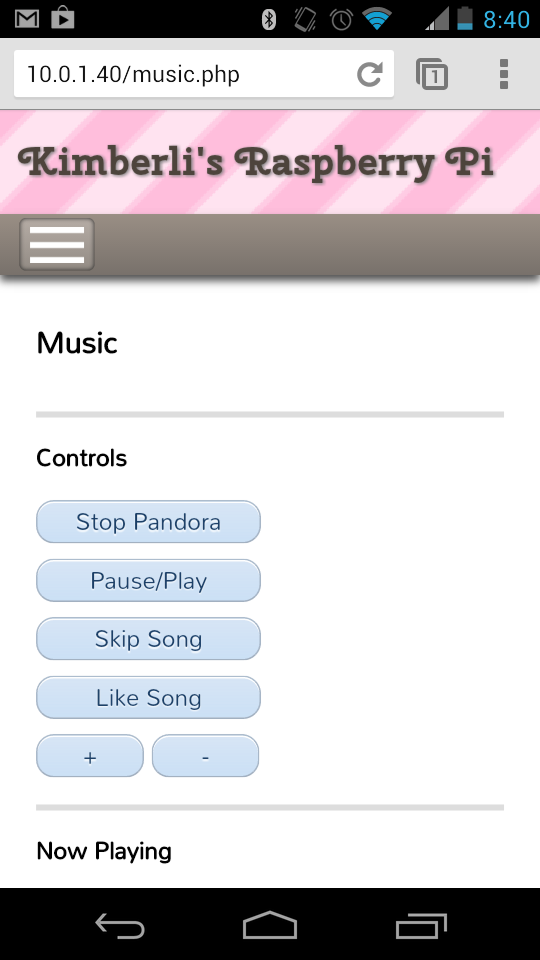 8:40
10.0.1.40/music.php
1
Kimberli's Raspberry Pi
Music
Controls
Stop Pandora
Pause/Play
Skip Song
Like Song
+ -
Now Playing